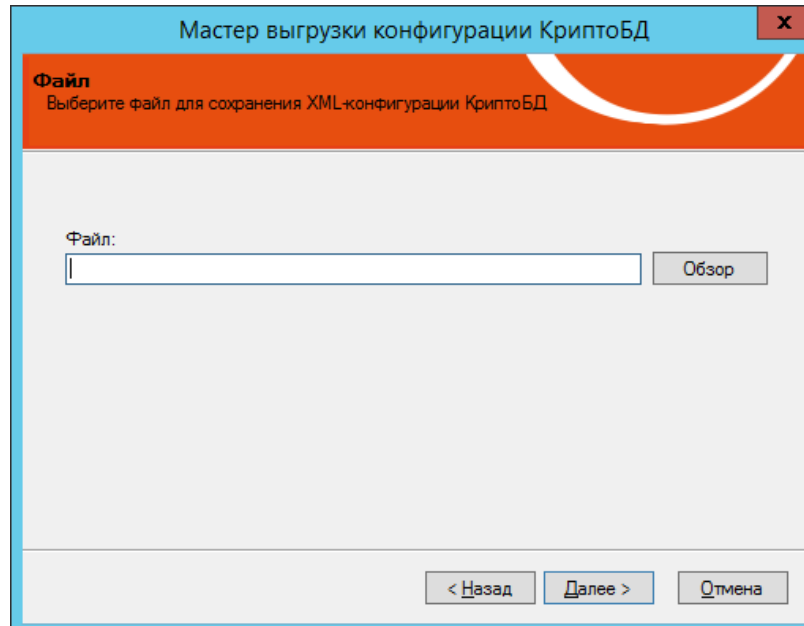 Мастер выгрузки конфигурации КриптоБД
x
Файл
Выберите файл для сохранения XML-конфигурации КриптоБД
Файл:
Обзор
< Назад Далее > Отмена